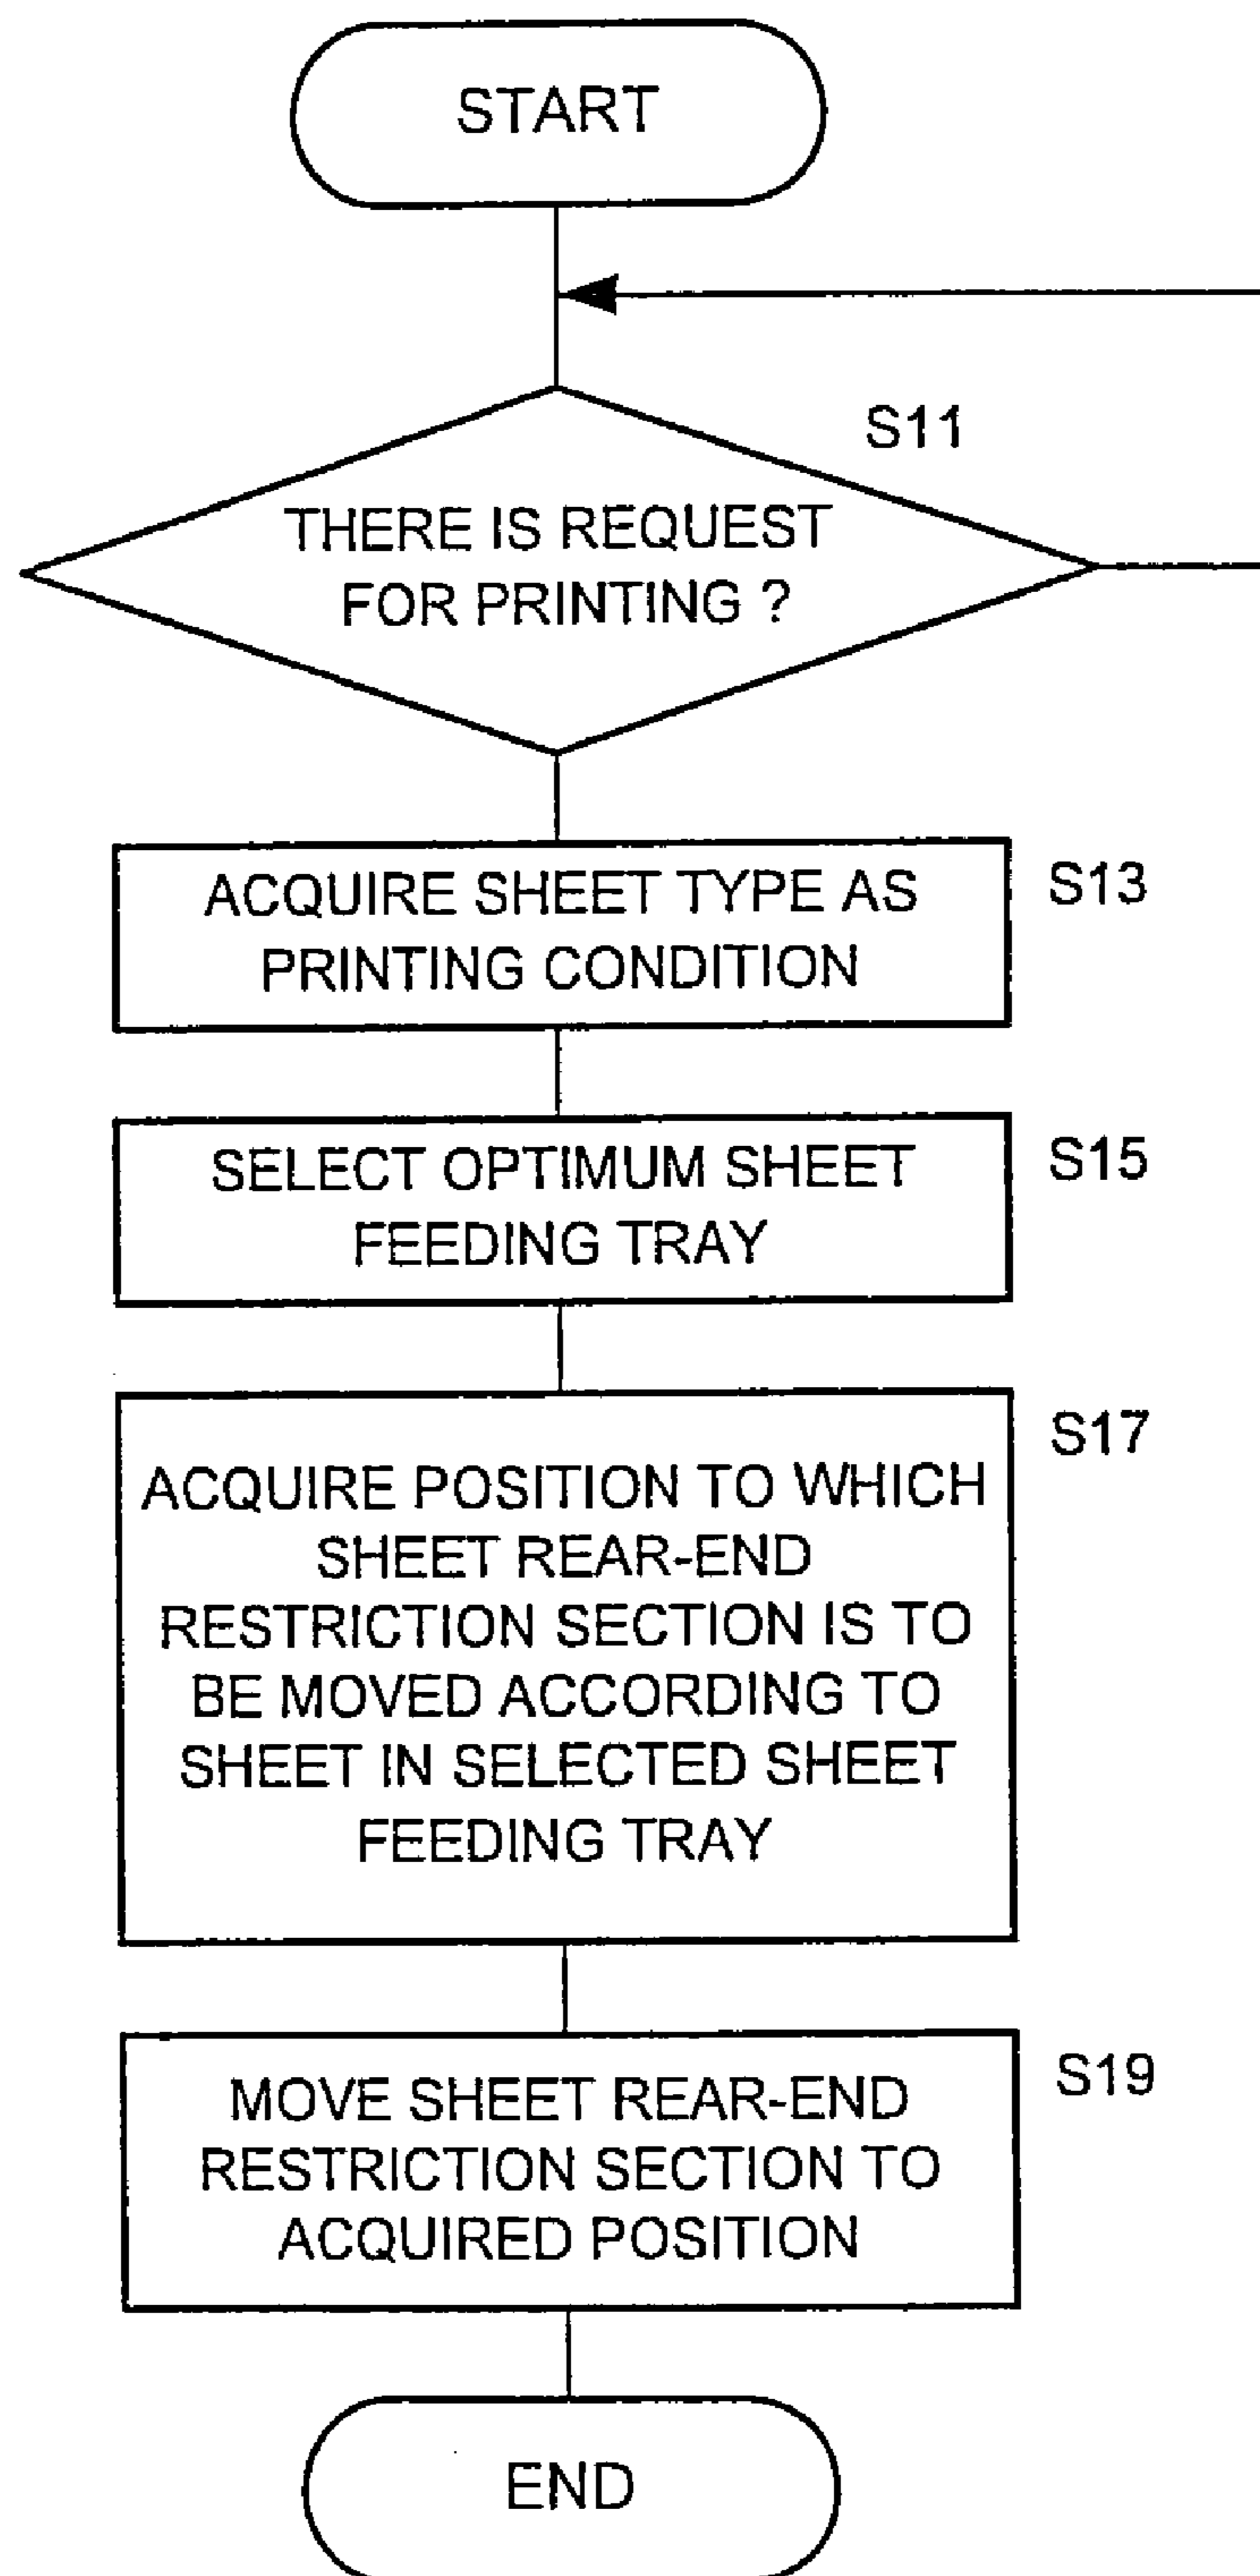 START
S11
THERE IS REQUEST
FOR PRINTING ?
ACQUIRE SHEET TYPE AS
PRINTING CONDITION
S13
SELECT OPTIMUM SHEET
FEEDING TRAY
S15
ACQUIRE POSITION TO WHICH
SHEET REAR-END
RESTRICTION SECTION IS TO
BE MOVED ACCORDING TO
SHEET IN SELECTED SHEET
FEEDING TRAY
S17
MOVE SHEET REAR-END
RESTRICTION SECTION TO
ACQUIRED POSITION
S19
END